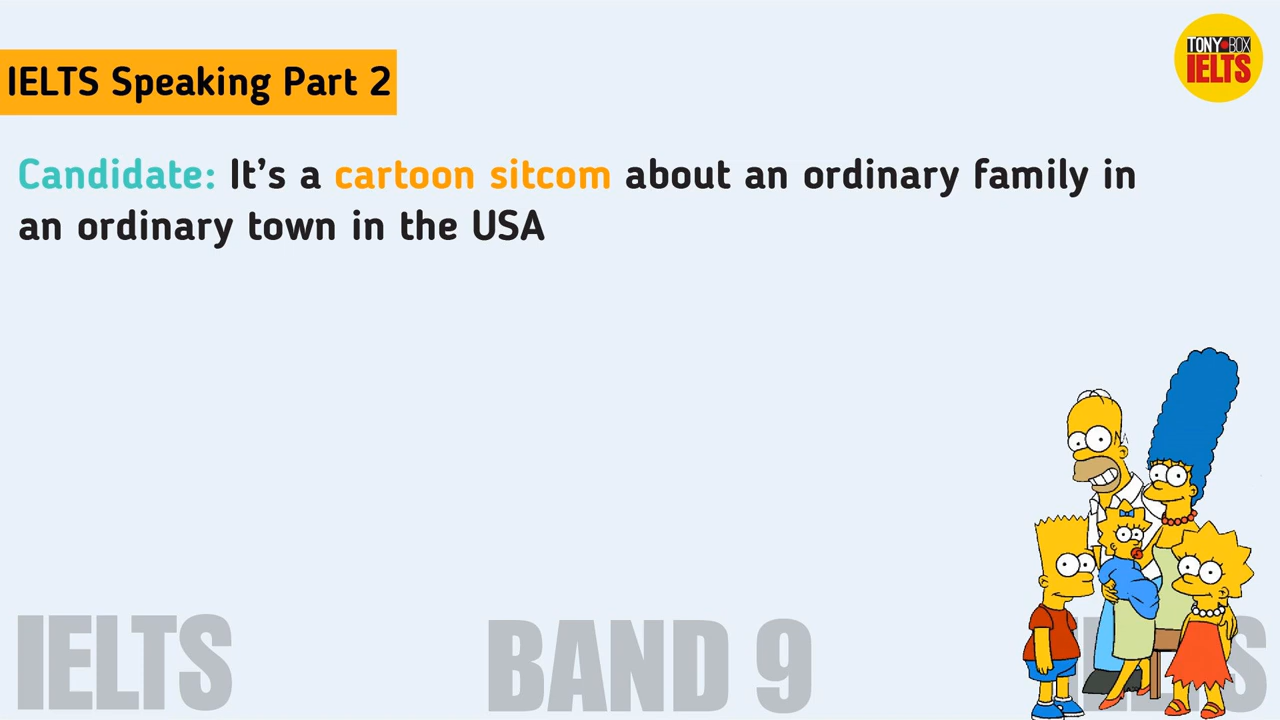 TONY BOX
IELTS
IELTS Speaking Part 2
Candidate: It's a cartoon sitcom about an ordinary family in
an ordinary town in the USA
IELTS
BAND 9